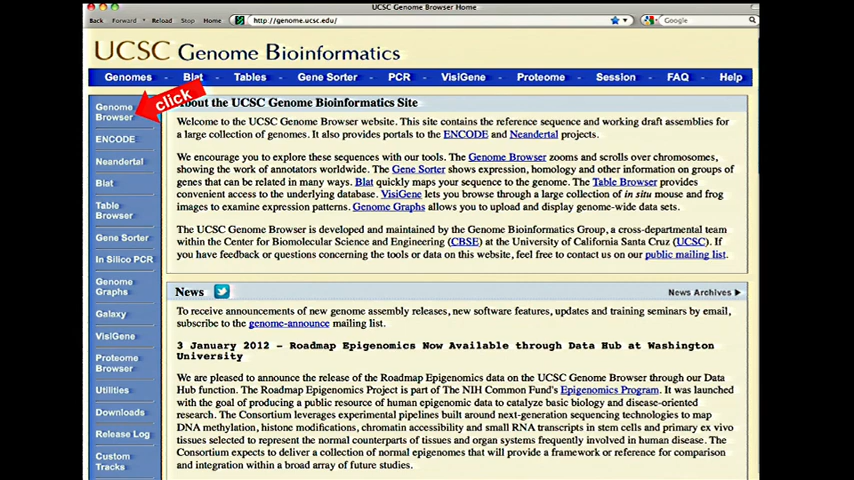 UCSC Genome Browser Home
Back Forward Reload Stop Home http://genome.ucsc.edu/ Google
UCSC Genome Bioinformatics
Genomes - Blat - Tables - Gene Sorter - PCR - VisiGene - Proteome - Session - FAQ - Help
click
Genome
Browser
ENCODE
Neandertal
Blat
Table
Browser
Gene Sorter
In Silico PCR
Genome
Graphs
Galaxy
VisiGene
Proteome
Browser
Utilities
Downloads
Release Log
Custom
Tracks
About the UCSC Genome Bioinformatics Site
Welcome to the UCSC Genome Browser website. This site contains the reference sequence and working draft assemblies for
a large collection of genomes. It also provides portals to the ENCODE and Neandertal projects.
We encourage you to explore these sequences with our tools. The Genome Browser zooms and scrolls over chromosomes,
showing the work of annotators worldwide. The Gene Sorter shows expression, homology and other information on groups of
genes that can be related in many ways. Blat quickly maps your sequence to the genome. The Table Browser provides
convenient access to the underlying database. VisiGene lets you browse through a large collection of in situ mouse and frog
images to examine expression patterns. Genome Graphs allows you to upload and display genome-wide data sets.
The UCSC Genome Browser is developed and maintained by the Genome Bioinformatics Group, a cross-departmental team
within the Center for Biomolecular Science and Engineering (CBSE) at the University of California Santa Cruz (UCSC). If
you have feedback or questions concerning the tools or data on this website, feel free to contact us on our public mailing list.
News
News Archives ▶
To receive announcements of new genome assembly releases, new software features, updates and training seminars by email,
subscribe to the genome-announce mailing list.
3 January 2012 - Roadmap Epigenomics Now Available through Data Hub at Washington
University
We are pleased to announce the release of the Roadmap Epigenomics data on the UCSC Genome Browser through our Data
Hub function. The Roadmap Epigenomics Project is part of The NIH Common Fund's Epigenomics Program. It was launched
with the goal of producing a public resource of human epigenomic data to catalyze basic biology and disease-oriented
research. The Consortium leverages experimental pipelines built around next-generation sequencing technologies to map
DNA methylation, histone modifications, chromatin accessibility and small RNA transcripts in stem cells and primary ex vivo
tissues selected to represent the normal counterparts of tissues and organ systems frequently involved in human disease. The
Consortium expects to deliver a collection of normal epigenomes that will provide a framework or reference for comparison
and integration within a broad array of future studies.